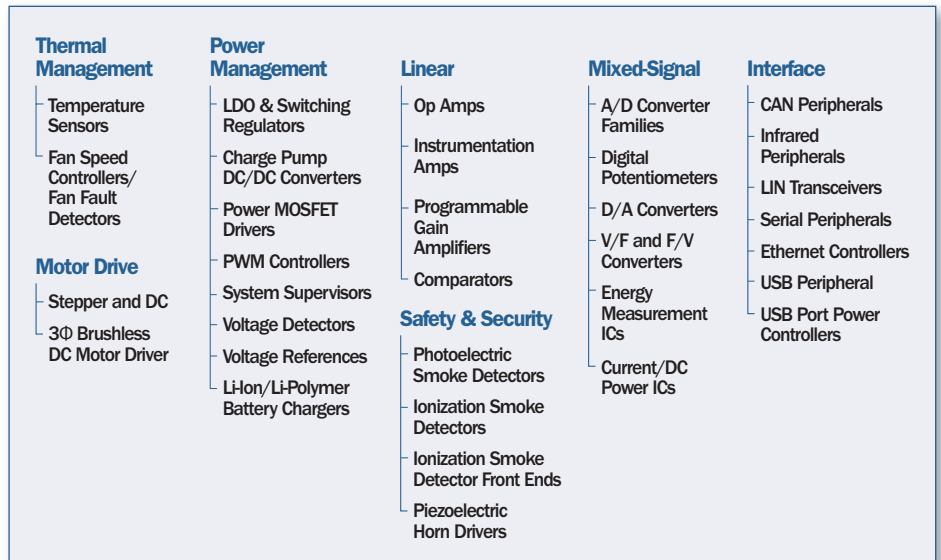 Thermal
Management
Temperature
Sensors
Fan Speed
Controllers/
Fan Fault
Detectors
Motor Drive
Stepper and DC
3Φ Brushless
DC Motor Driver
Power
Management
LDO & Switching
Regulators
Charge Pump
DC/DC Converters
Power MOSFET
Drivers
PWM Controllers
System Supervisors
Voltage Detectors
Voltage References
Li-Ion/Li-Polymer
Battery Chargers
Linear
Op Amps
Instrumentation
Amps
Programmable
Gain
Amplifiers
Comparators
Safety & Security
Photoelectric
Smoke Detectors
Ionization Smoke
Detectors
Ionization Smoke
Detector Front Ends
Piezoelectric
Horn Drivers
Mixed-Signal
A/D Converter
Families
Digital
Potentiometers
D/A Converters
V/F and F/V
Converters
Energy
Measurement
ICs
Current/DC
Power ICs
Interface
CAN Peripherals
Infrared
Peripherals
LIN Transceivers
Serial Peripherals
Ethernet Controllers
USB Peripheral
USB Port Power
Controllers